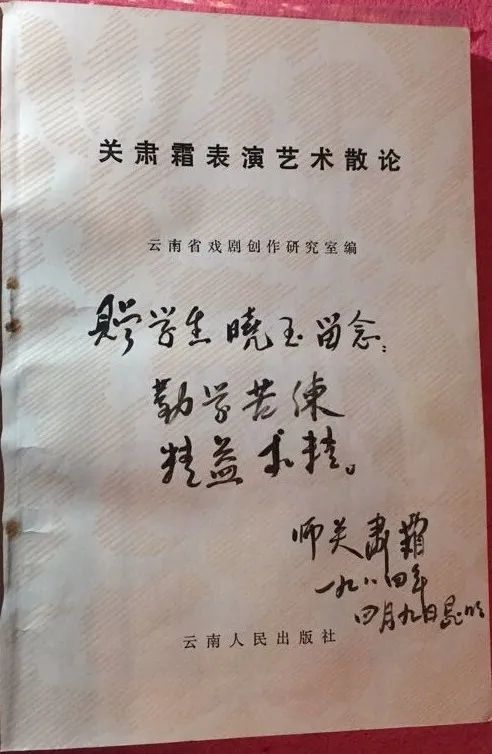 关肃霜表演艺术散论
云南省戏剧创作研究室编
赠学生晓玉留念：
勤学苦练
精益求精。
师关肃霜
一九八四年
四月九日昆明
云南人民出版社